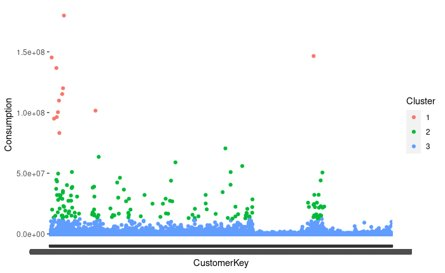 1.5e+08
1.0e+08
5.0e+07
0.0e+00
Consumption
CustomerKey
Cluster
1
2
3